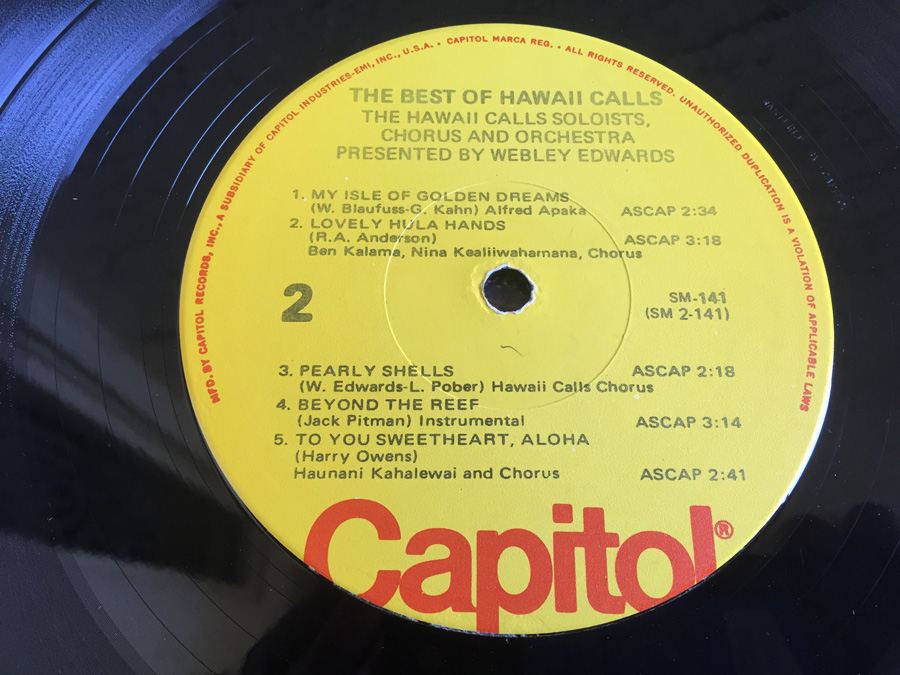 MFD. BY CAPITOL RECORDS, INC., A SUBSIDIARY OF CAPITOL INDUSTRIES-EMI, INC., U.S.A. • CAPITOL MARCA REG. • ALL RIGHTS RESERVED. UNAUTHORIZED DUPLICATION IS A VIOLATION OF APPLICABLE LAWS
THE BEST OF HAWAII CALLS
THE HAWAII CALLS SOLOISTS,
CHORUS AND ORCHESTRA
PRESENTED BY WEBLEY EDWARDS
1. MY ISLE OF GOLDEN DREAMS
(W. Blaufuss-G. Kahn) Alfred Apaka ASCAP 2:34
2. LOVELY HULA HANDS
(R.A. Anderson) ASCAP 3:18
Ben Kalama, Nina Kealiiwahamana, Chorus
2
SM-141
(SM 2-141)
3. PEARLY SHELLS ASCAP 2:18
(W. Edwards-L. Pober) Hawaii Calls Chorus
4. BEYOND THE REEF
(Jack Pitman) Instrumental ASCAP 3:14
5. TO YOU SWEETHEART, ALOHA
(Harry Owens)
Haunani Kahalewai and Chorus ASCAP 2:41
Capitol®